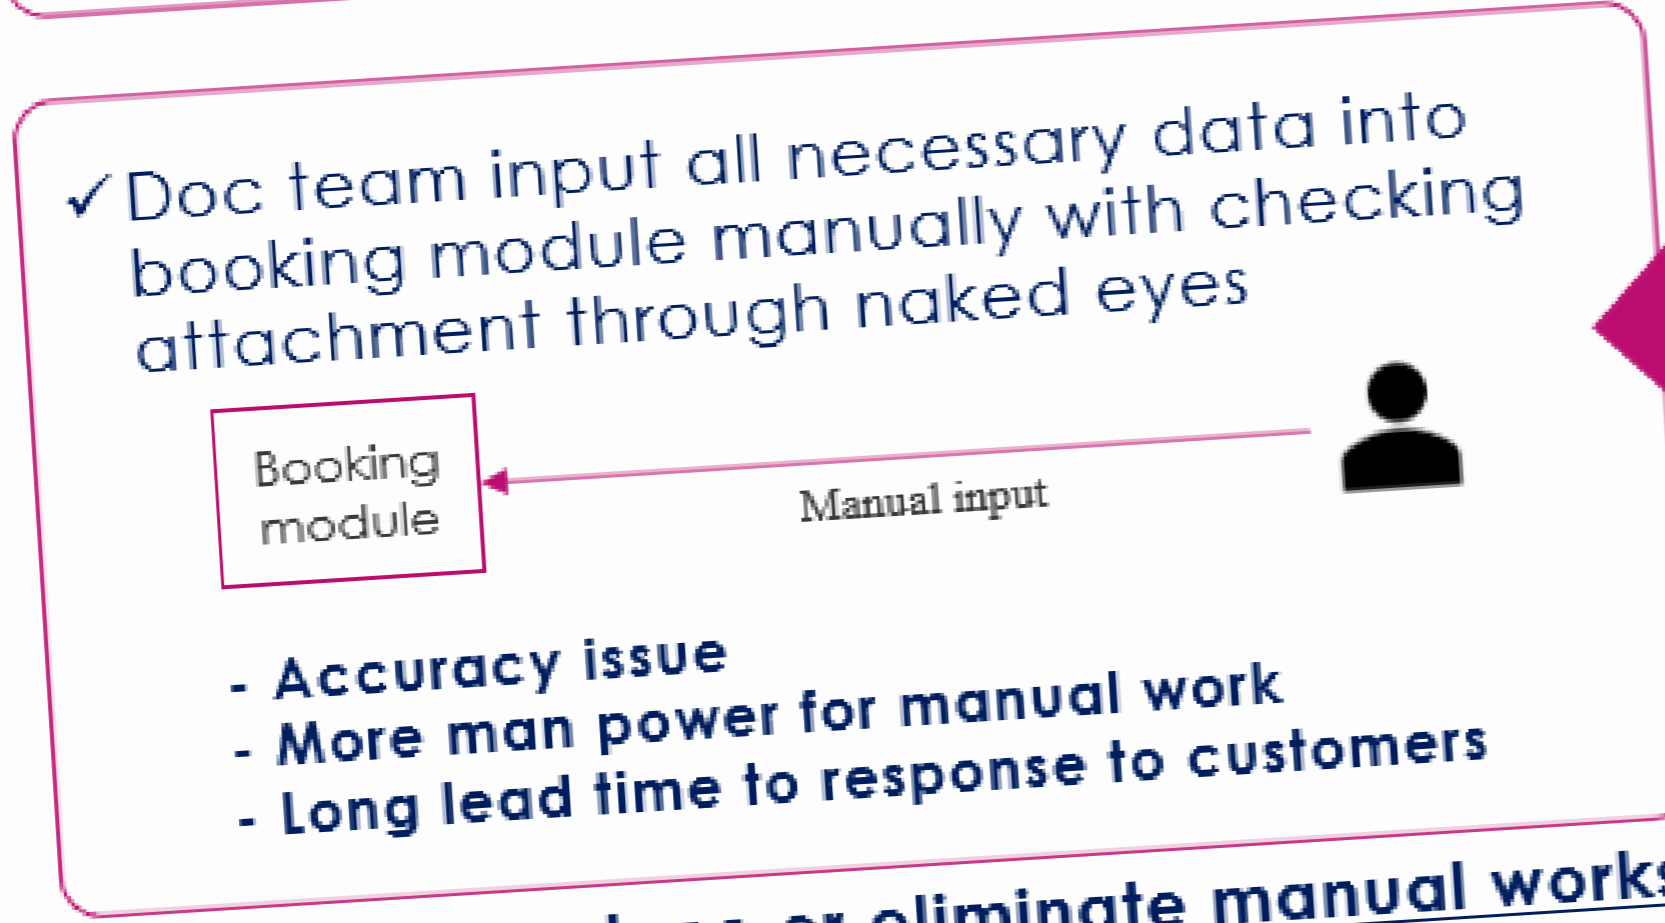 ✓ Doc team input all necessary data into
booking module manually with checking
attachment through naked eyes
Booking
module
Manual input
- Accuracy issue
- More man power for manual work
- Long lead time to response to customers
or eliminate manual works